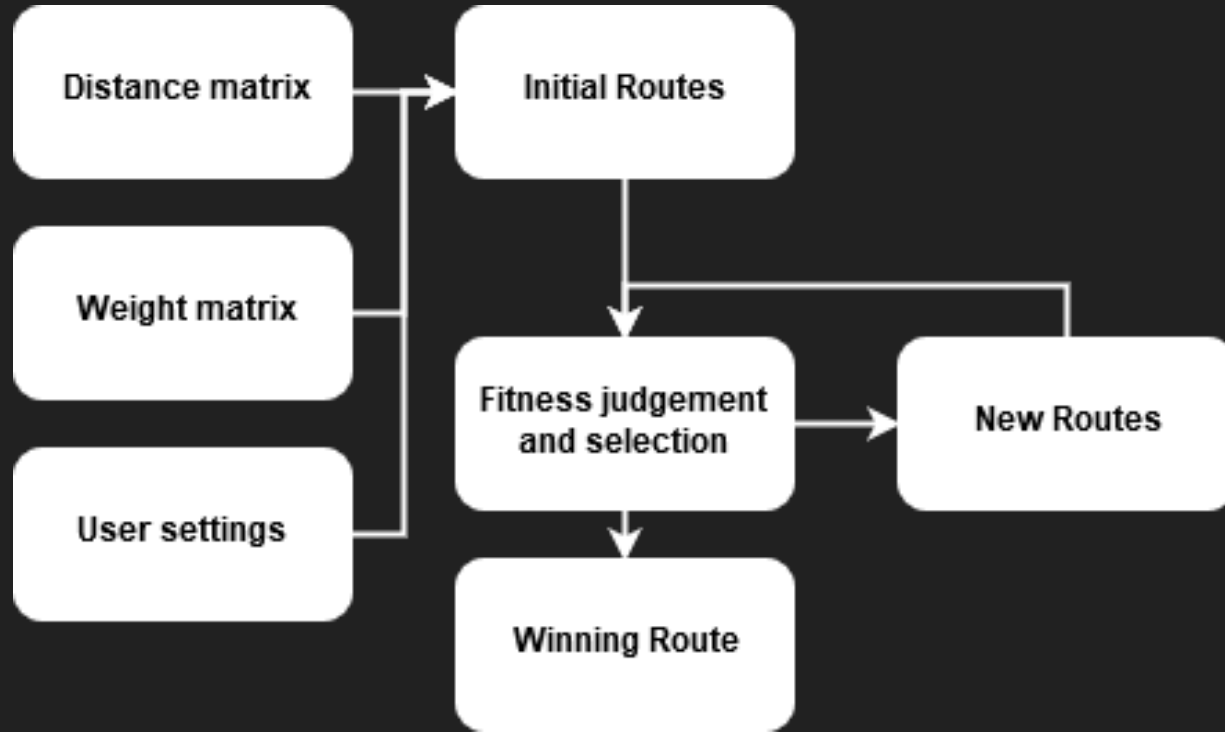 Distance matrix
Initial Routes
Weight matrix
Fitness judgement
and selection
New Routes
User settings
Winning Route